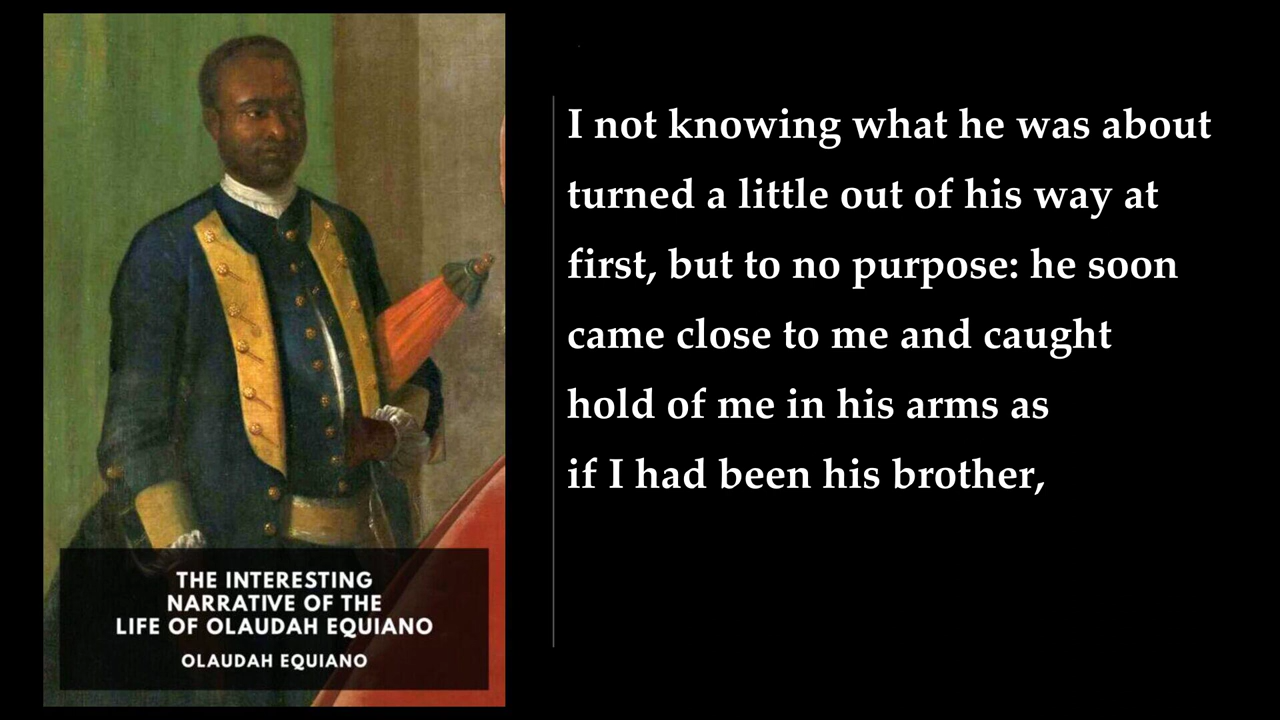 THE INTERESTING
NARRATIVE OF THE
LIFE OF OLAUDAH EQUIANO
OLAUDAH EQUIANO
I not knowing what he was about
turned a little out of his way at
first, but to no purpose: he soon
came close to me and caught
hold of me in his arms as
if I had been his brother,